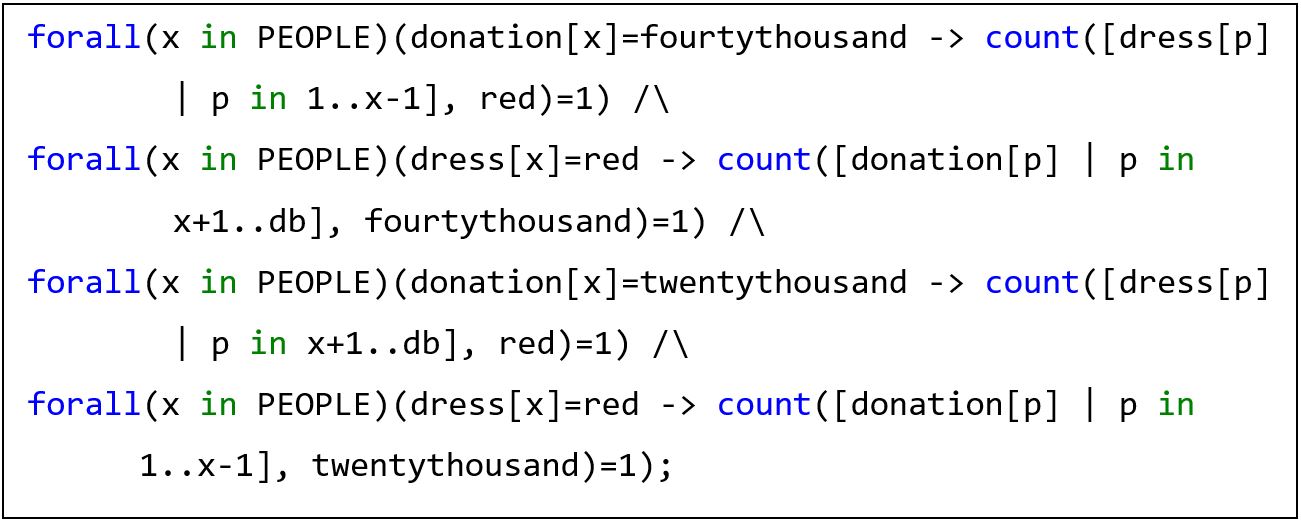 forall(x in PEOPLE)(donation[x]=fourtythousand -> count([dress[p]
| p in 1..x-1], red)=1) /\
forall(x in PEOPLE)(dress[x]=red -> count([donation[p] | p in
x+1..db], fourtythousand)=1) /\
forall(x in PEOPLE)(donation[x]=twentythousand -> count([dress[p]
| p in x+1..db], red)=1) /\
forall(x in PEOPLE)(dress[x]=red -> count([donation[p] | p in
1..x-1], twentythousand)=1);